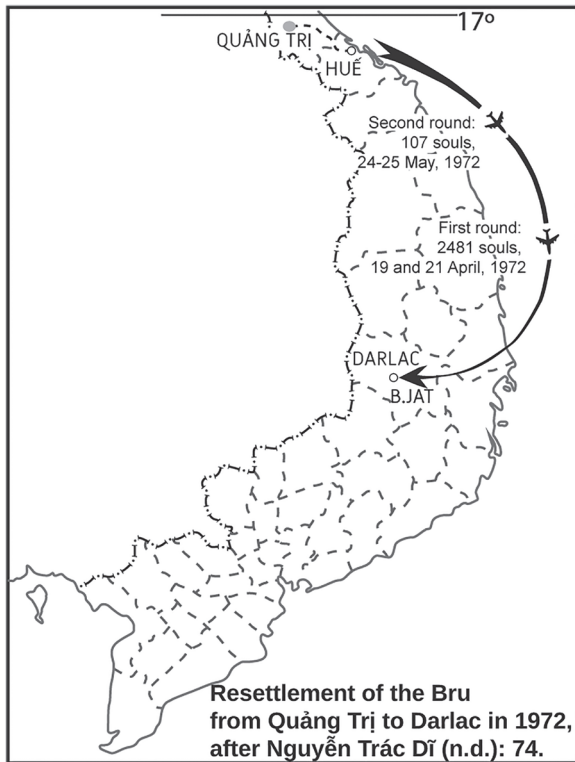 17º
QUẢNG TRỊ
HUẾ
Second round:
107 souls,
24-25 May, 1972
First round:
2481 souls,
19 and 21 April, 1972
DARLAC
B.JAT
Resettlement of the Bru
from Quảng Trị to Darlac in 1972,
after Nguyễn Trác Dĩ (n.d.): 74.